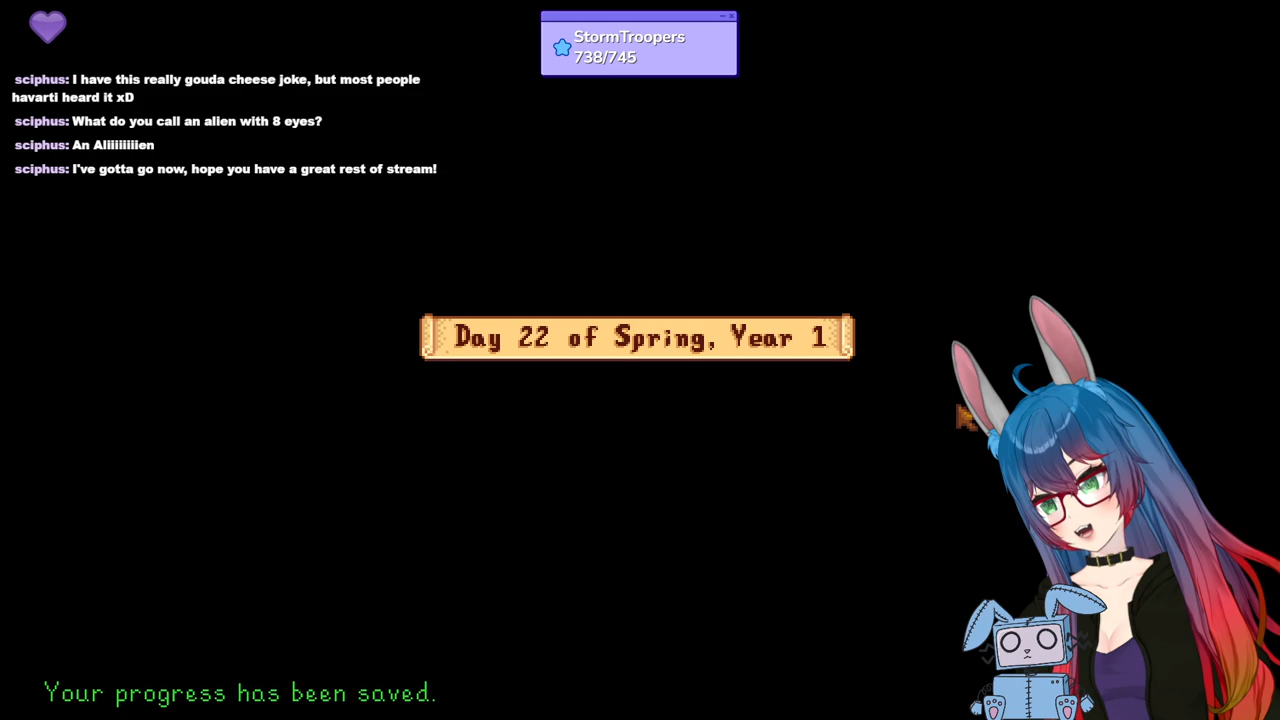 StormTroopers
738/745
sciphus: I have this really gouda cheese joke, but most people
havarti heard it xD
sciphus: What do you call an alien with 8 eyes?
sciphus: An Aliiiiiiiien
sciphus: I've gotta go now, hope you have a great rest of stream!
Day 22 of Spring, Year 1
Your progress has been saved.